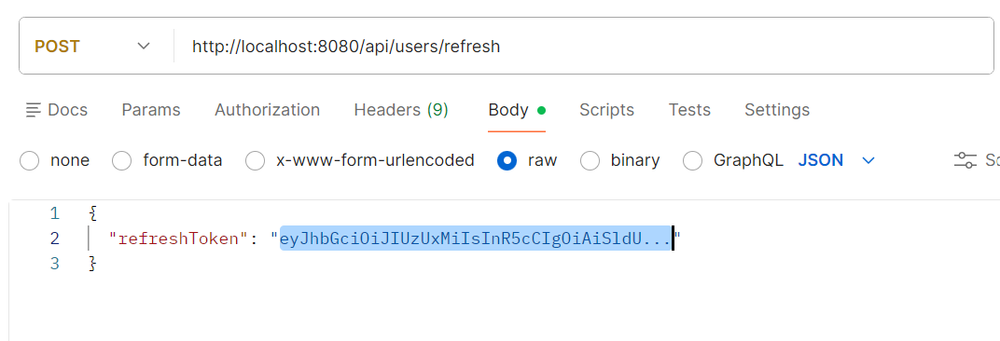 POST http://localhost:8080/api/users/refresh
Docs Params Authorization Headers (9) Body Scripts Tests Settings
none form-data x-www-form-urlencoded raw binary GraphQL JSON Sc
1 {
2 "refreshToken": "eyJhbGciOiJIUzUxMiIsInR5cCIgOiAiSldU..."
3 }